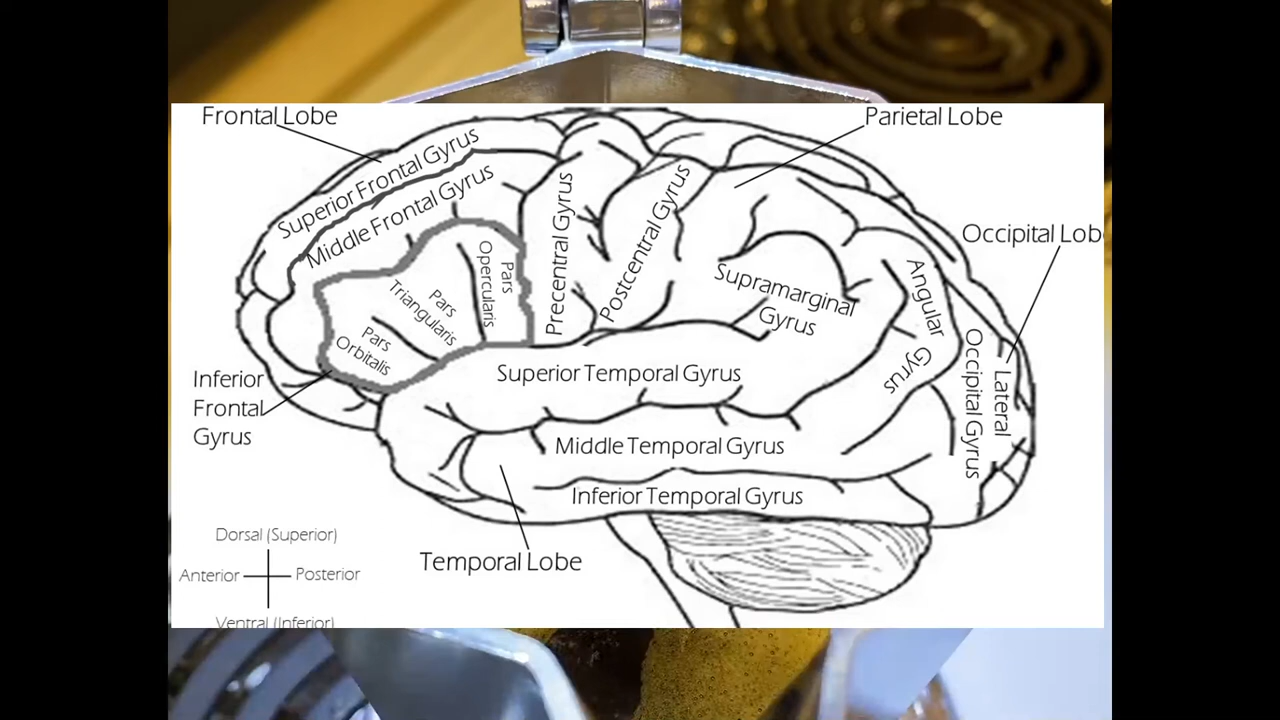 Frontal Lobe
Parietal Lobe
Superior Frontal Gyrus
Middle Frontal Gyrus
Precentral Gyrus
Postcentral Gyrus
Occipital Lob
Pars
Opercularis
Pars
Triangularis
Pars
Orbitalis
Supramarginal
Gyrus
Angular
Gyrus
Lateral
Occipital Gyrus
Inferior
Frontal
Gyrus
Superior Temporal Gyrus
Middle Temporal Gyrus
Inferior Temporal Gyrus
Temporal Lobe
Dorsal (Superior)
Anterior
Posterior
Ventral (Inferior)